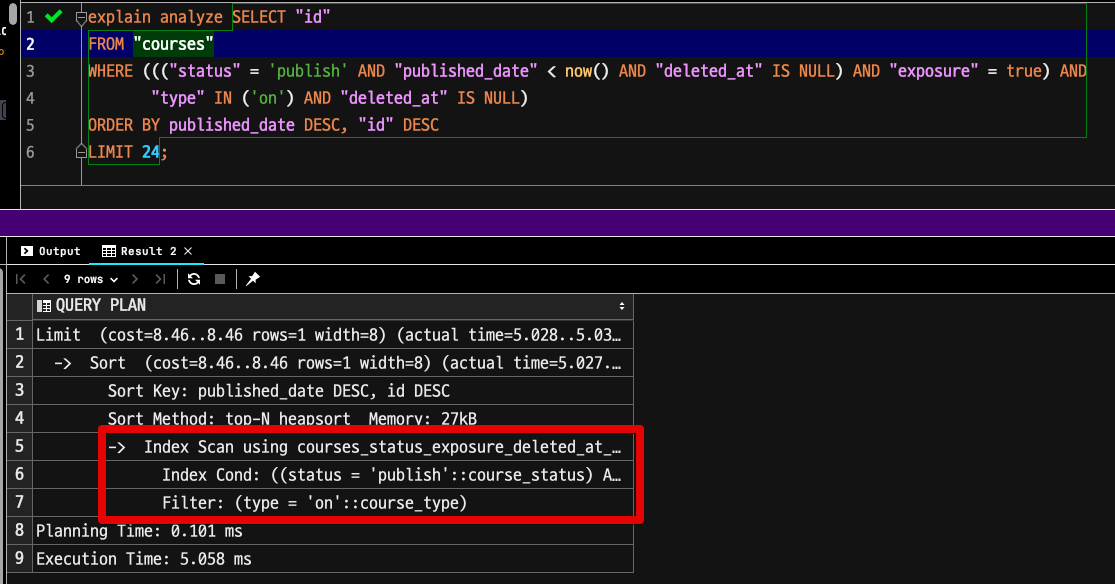 1 explain analyze SELECT "id"
2 FROM "courses"
3 WHERE ((("status" = 'publish' AND "published_date" < now() AND "deleted_at" IS NULL) AND "exposure" = true) AND
4 "type" IN ('on') AND "deleted_at" IS NULL)
5 ORDER BY published_date DESC, "id" DESC
6 LIMIT 24;
Output Result 2
9 rows
QUERY PLAN
1 Limit (cost=8.46..8.46 rows=1 width=8) (actual time=5.028..5.03…
2 -> Sort (cost=8.46..8.46 rows=1 width=8) (actual time=5.027.…
3 Sort Key: published_date DESC, id DESC
4 Sort Method: top-N heapsort Memory: 27kB
5 -> Index Scan using courses_status_exposure_deleted_at_…
6 Index Cond: ((status = 'publish'::course_status) A…
7 Filter: (type = 'on'::course_type)
8 Planning Time: 0.101 ms
9 Execution Time: 5.058 ms